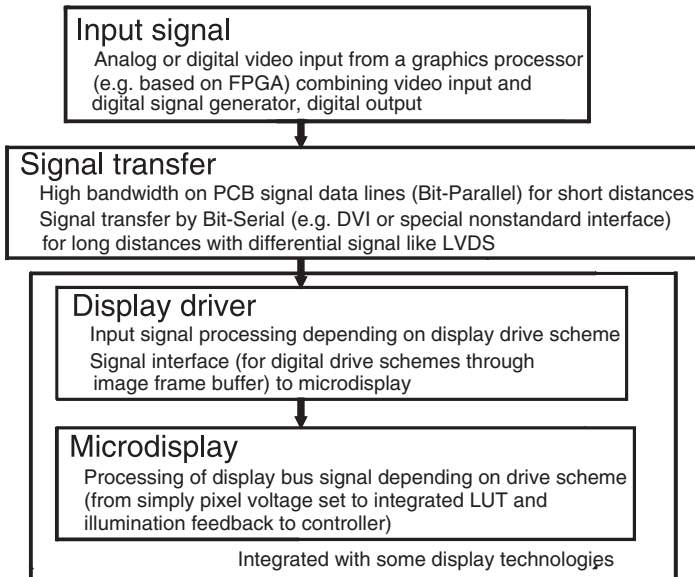 Input signal
Analog or digital video input from a graphics processor
(e.g. based on FPGA) combining video input and
digital signal generator, digital output
Signal transfer
High bandwidth on PCB signal data lines (Bit-Parallel) for short distances
Signal transfer by Bit-Serial (e.g. DVI or special nonstandard interface)
for long distances with differential signal like LVDS
Display driver
Input signal processing depending on display drive scheme
Signal interface (for digital drive schemes through
image frame buffer) to microdisplay
Microdisplay
Processing of display bus signal depending on drive scheme
(from simply pixel voltage set to integrated LUT and
illumination feedback to controller)
Integrated with some display technologies